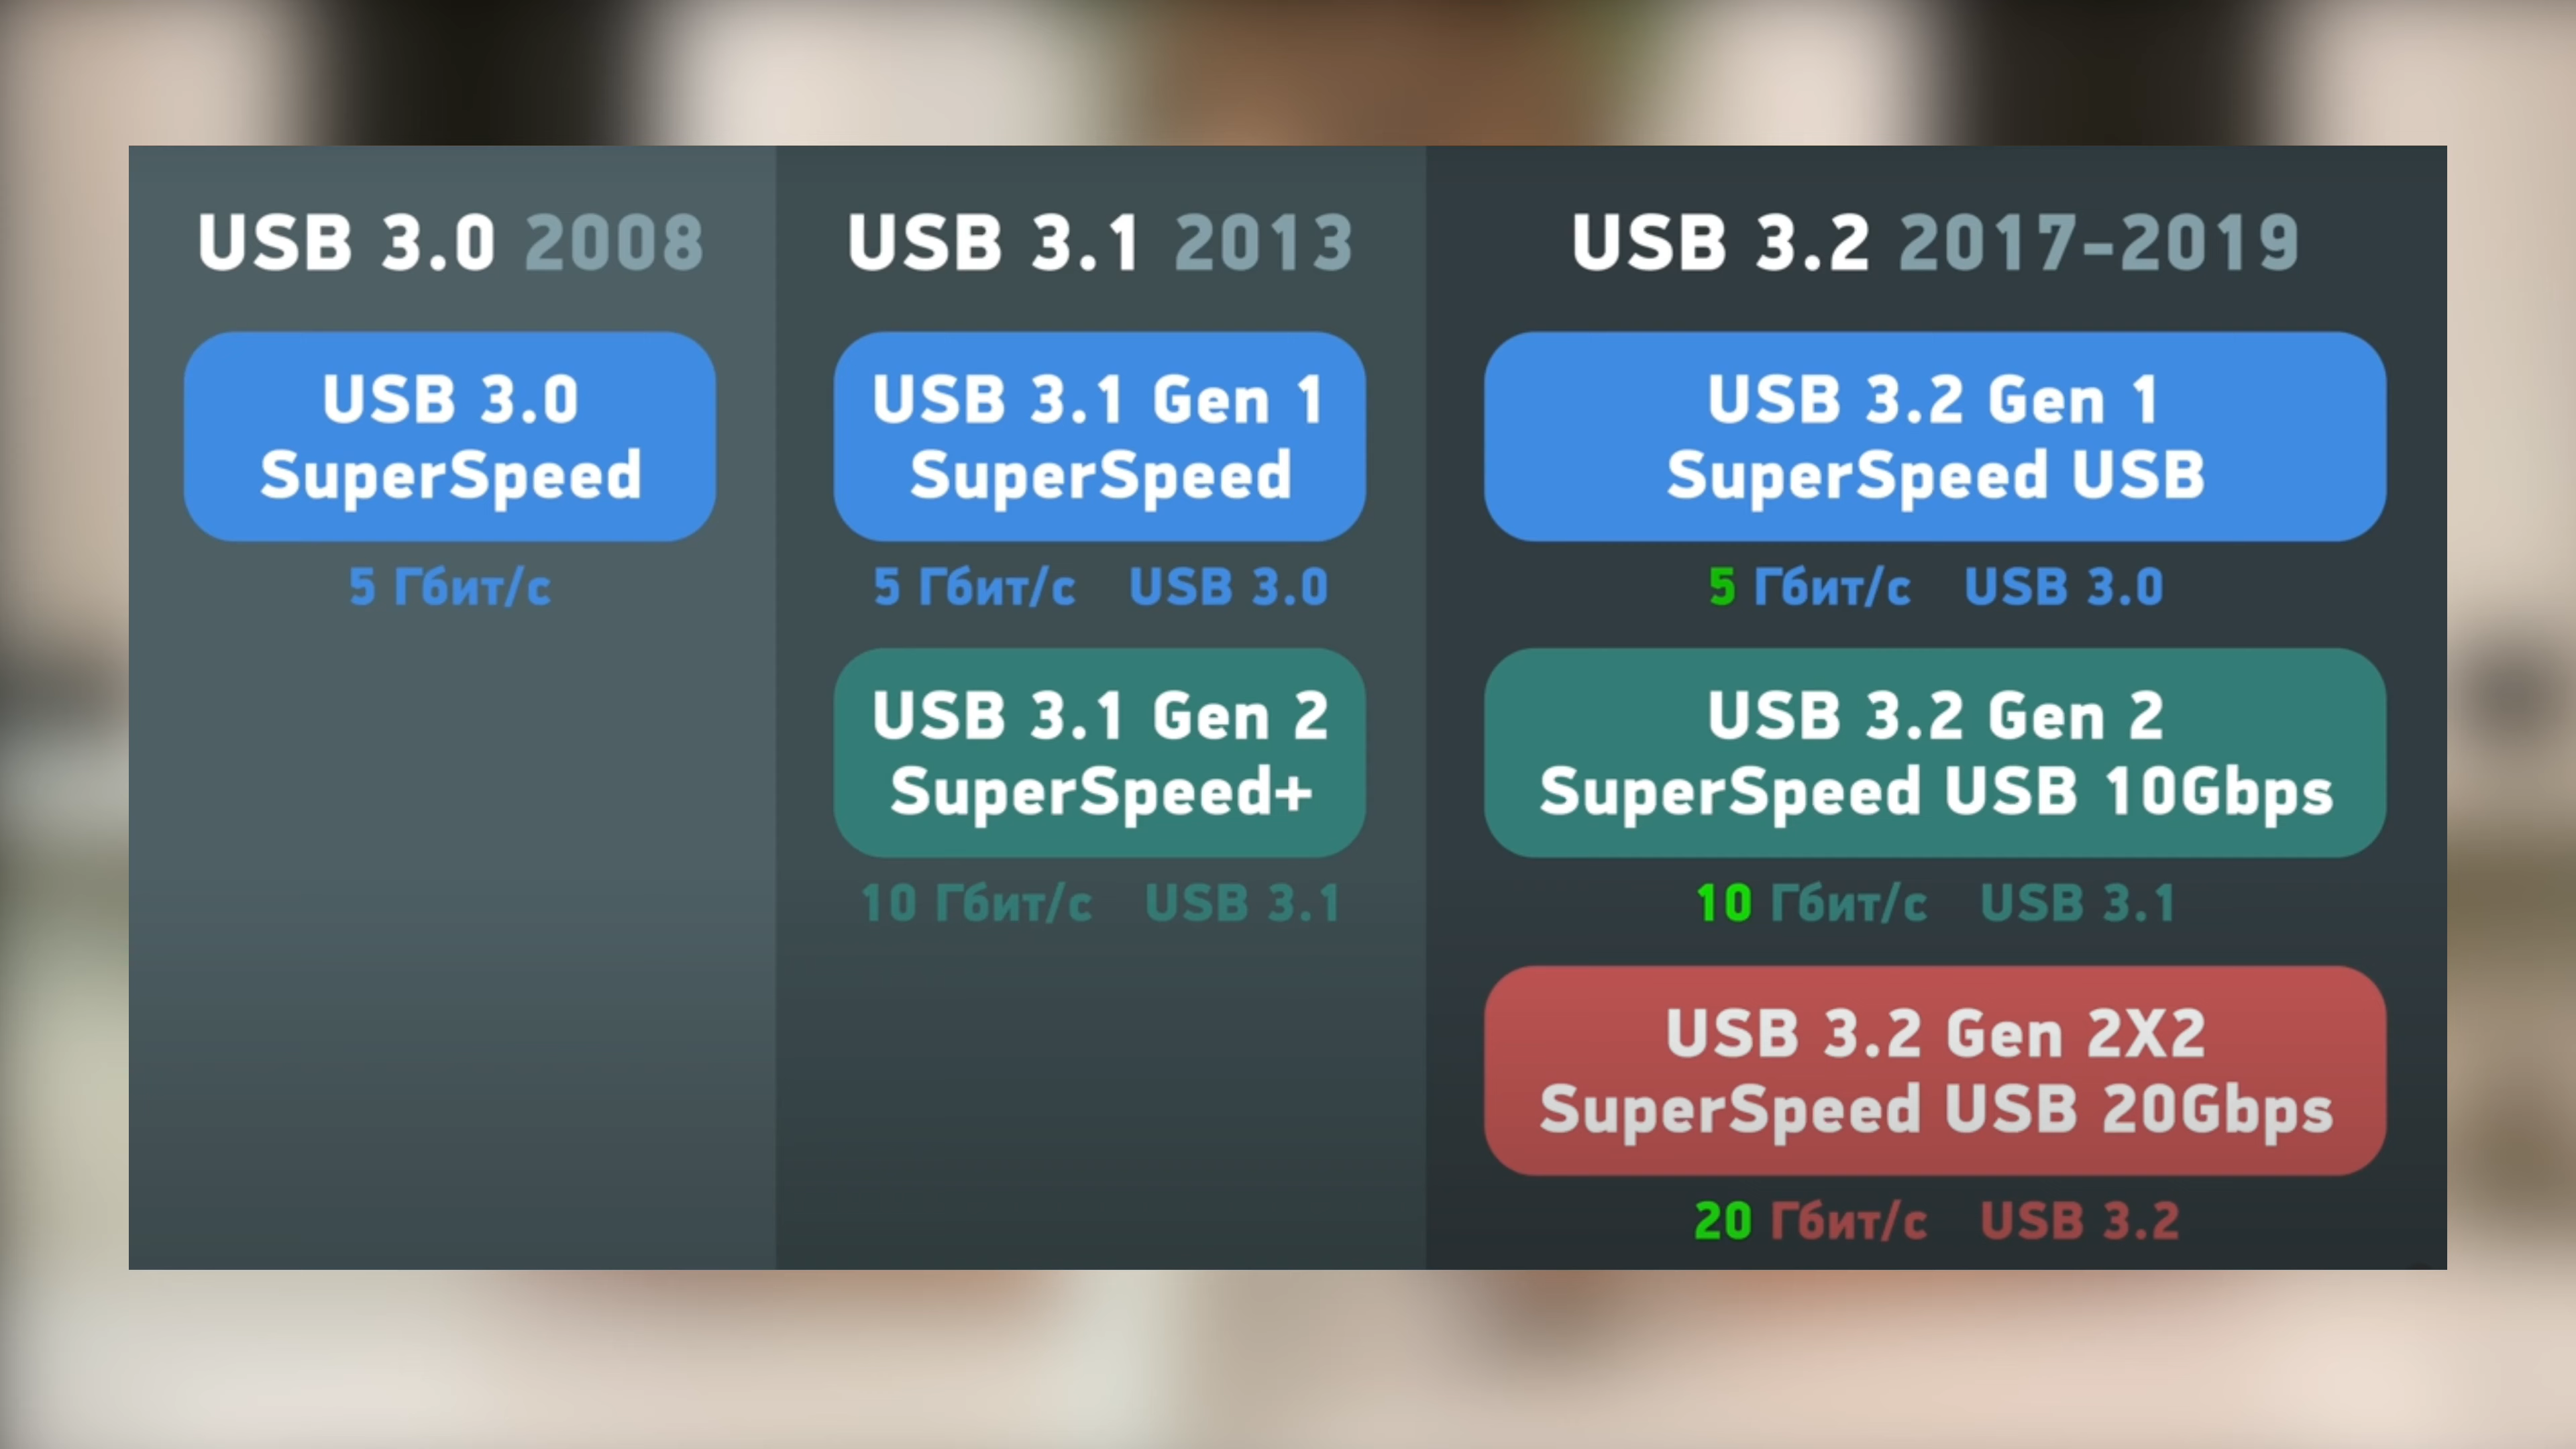 USB 3.0 2008
USB 3.0
SuperSpeed
5 Гбит/с
USB 3.1 2013
USB 3.1 Gen 1
SuperSpeed
5 Гбит/с USB 3.0
USB 3.1 Gen 2
SuperSpeed+
10 Гбит/с USB 3.1
USB 3.2 2017-2019
USB 3.2 Gen 1
SuperSpeed USB
5 Гбит/с USB 3.0
USB 3.2 Gen 2
SuperSpeed USB 10Gbps
10 Гбит/с USB 3.1
USB 3.2 Gen 2X2
SuperSpeed USB 20Gbps
20 Гбит/с USB 3.2